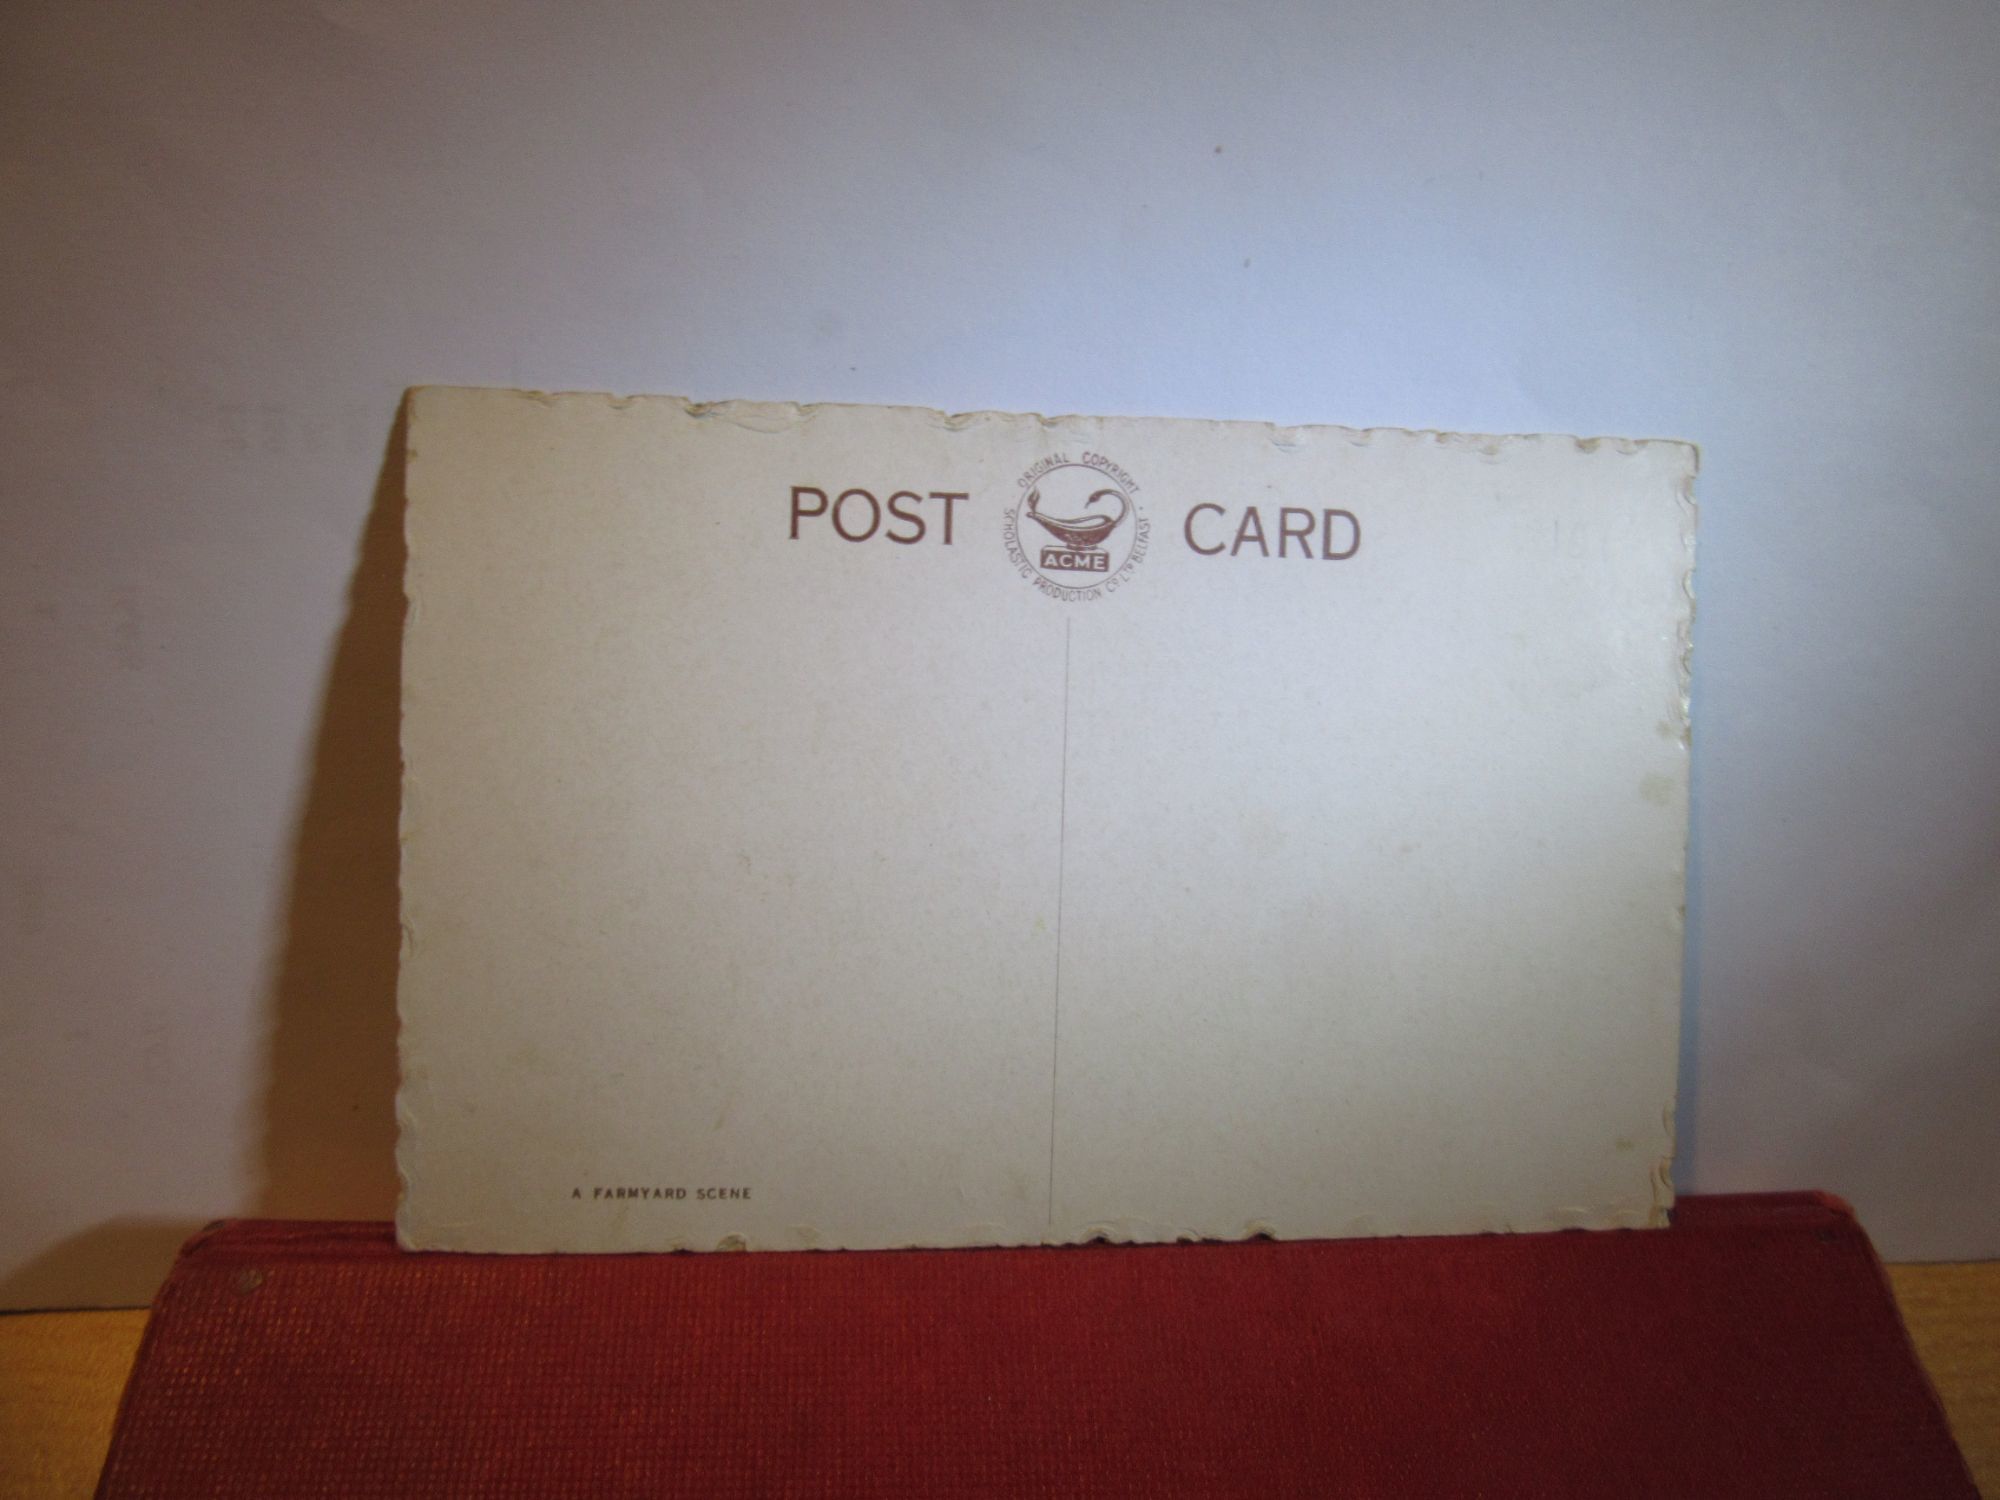 POST CARD
ORIGINAL COPYRIGHT
SCHOLASTIC PRODUCTION Cº LTD BELFAST
ACME
A FARMYARD SCENE